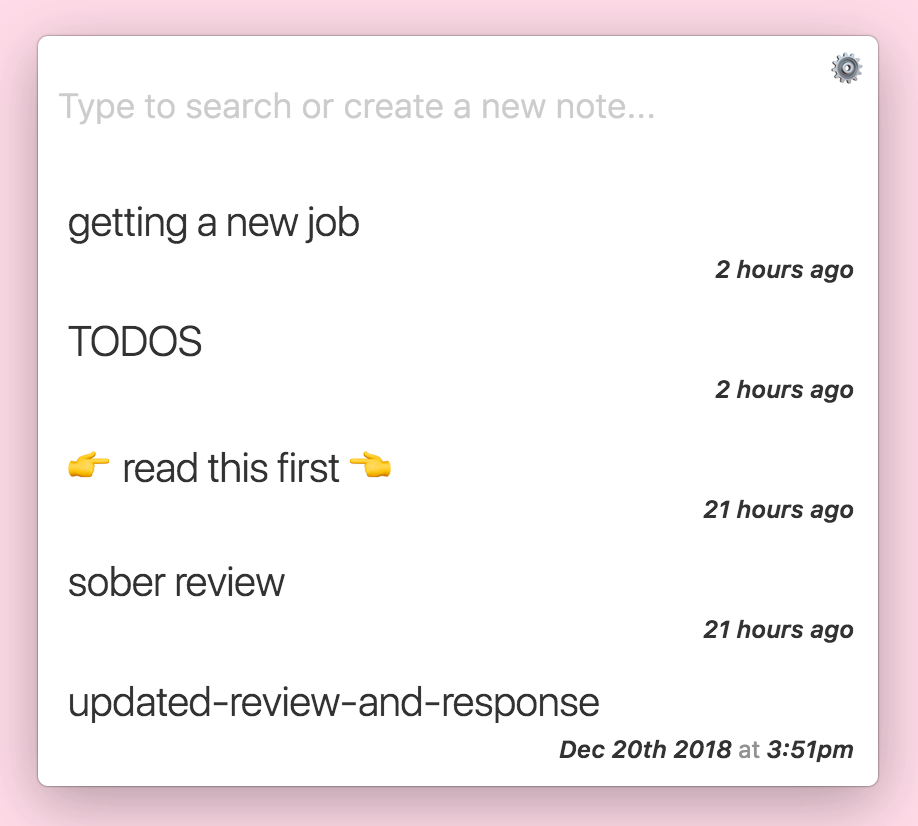 Type to search or create a new note...
getting a new job
2 hours ago
TODOS
2 hours ago
👉 read this first 👈
21 hours ago
sober review
21 hours ago
updated-review-and-response
Dec 20th 2018 at 3:51pm